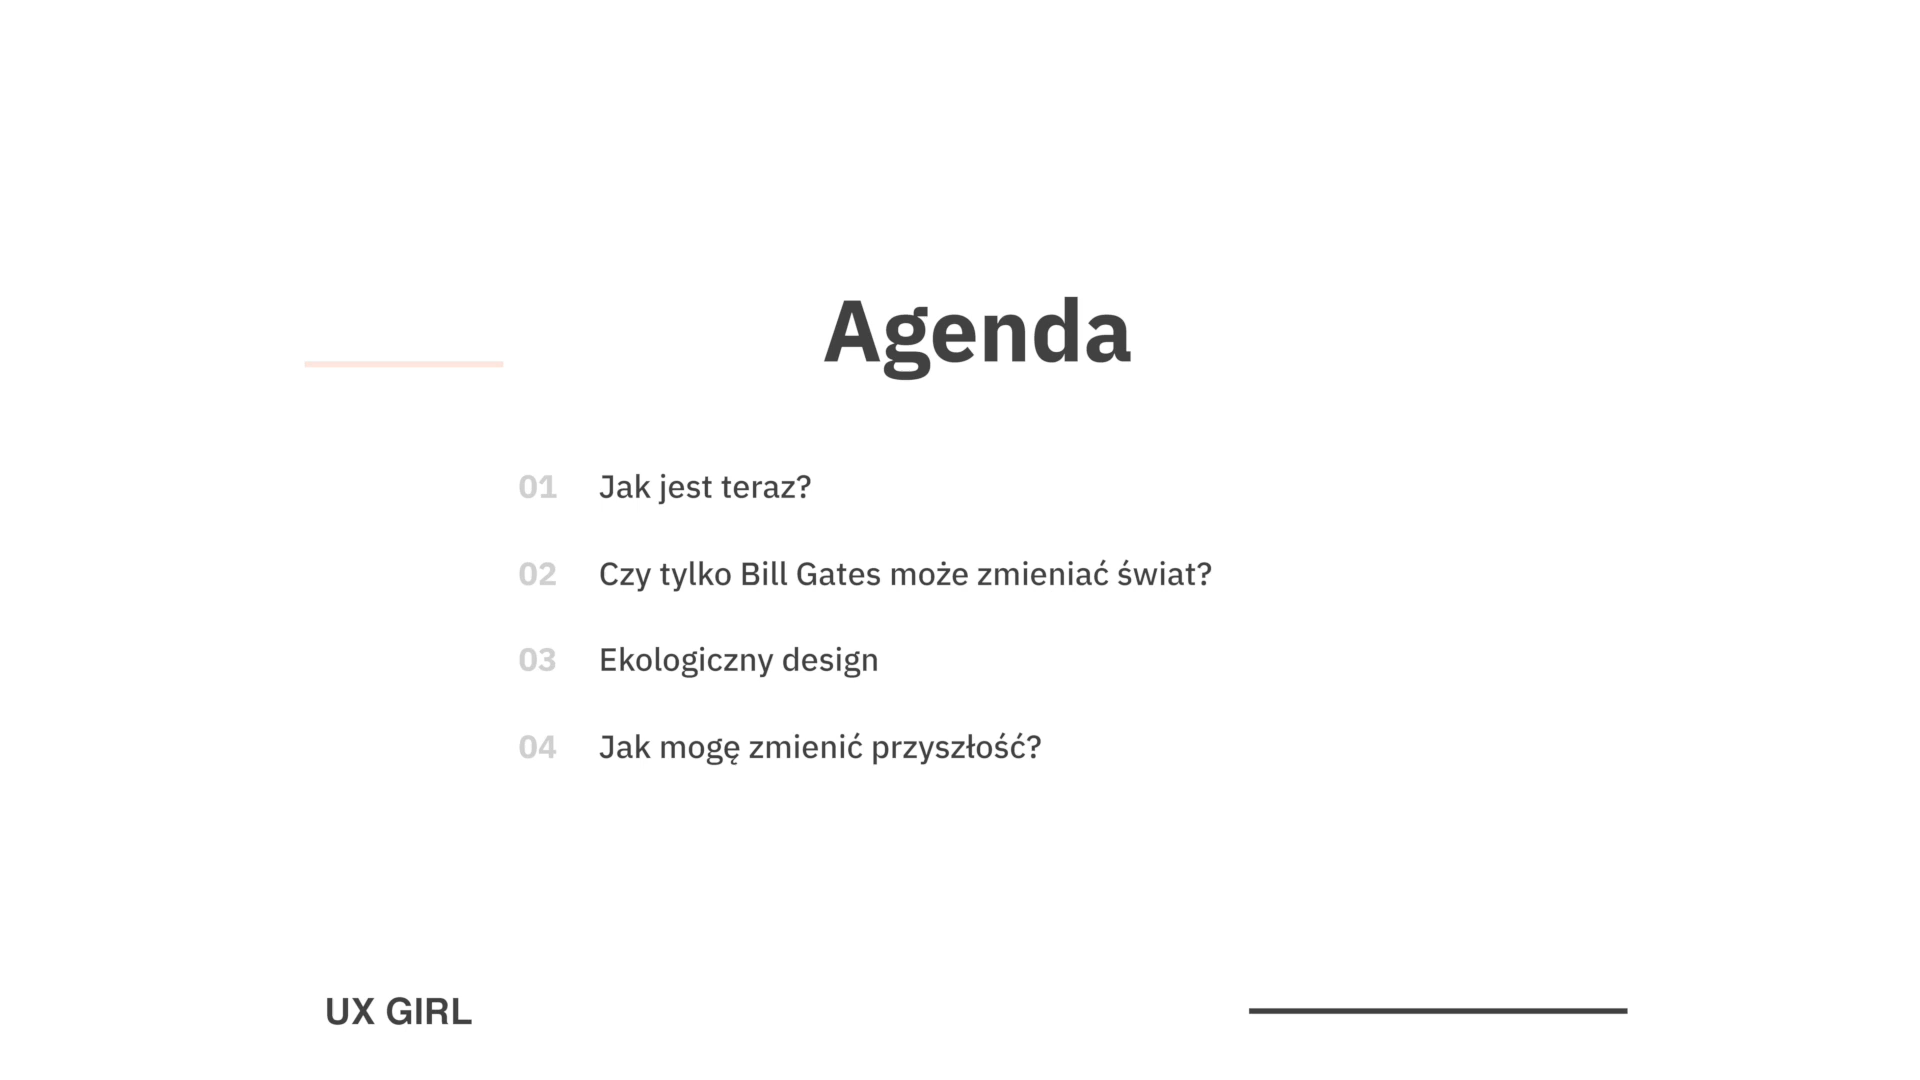 Agenda
01 Jak jest teraz?
02 Czy tylko Bill Gates może zmieniać świat?
03 Ekologiczny design
04 Jak mogę zmienić przyszłość?
UX GIRL